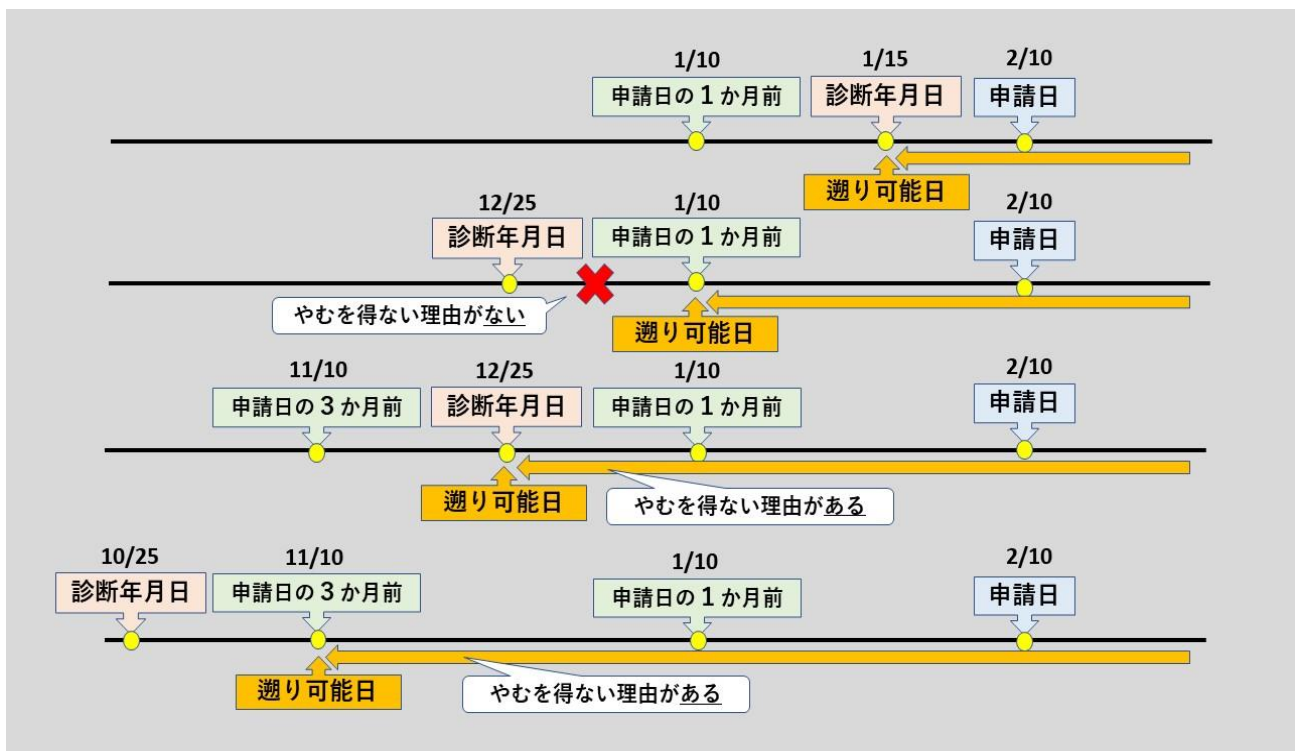 1/10 1/15 2/10
申請日の１か月前 診断年月日 申請日
遡り可能日
12/25 1/10 2/10
診断年月日 申請日の１か月前 申請日
やむを得ない理由がない
遡り可能日
11/10 12/25 1/10 2/10
申請日の３か月前 診断年月日 申請日の１か月前 申請日
遡り可能日
やむを得ない理由がある
10/25 11/10 1/10 2/10
診断年月日 申請日の３か月前 申請日の１か月前 申請日
遡り可能日
やむを得ない理由がある